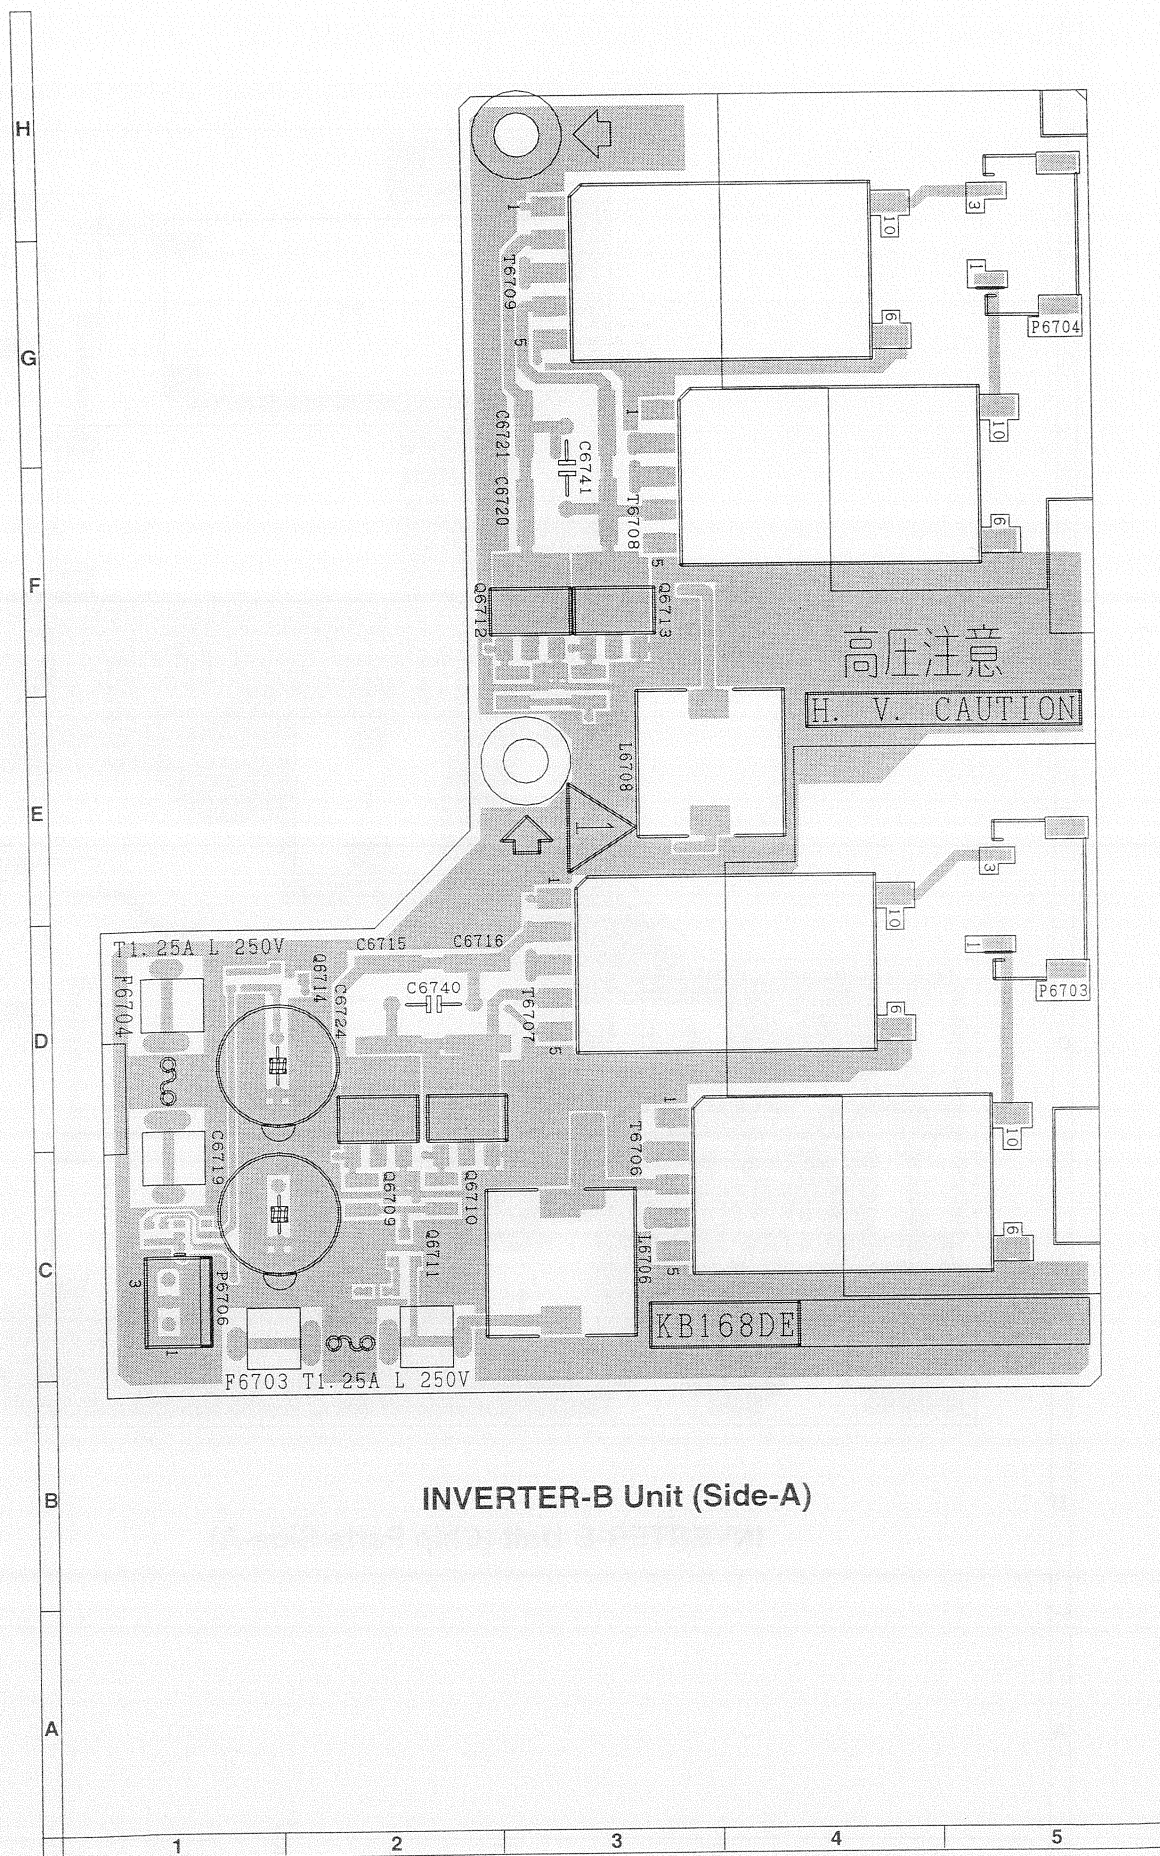 H
1
10
3
T6709
1
G
5
6
P6704
C6721
1
10
C6741
C6720
T6708
6
5
F
Q6712
Q6713
高圧注意
H. V. CAUTION
L6708
E
1
3
1
10
T1.25A L 250V
C6715
C6716
1
F6704
Q6714
C6724
C6740
T6707
P6703
D
5
6
1
10
C6719
T6706
Q6709
Q6710
Q6711
L6706
6
C
3
P6706
5
1
KB168DE
F6703 T1.25A L 250V
B
INVERTER-B Unit (Side-A)
A
1
2
3
4
5